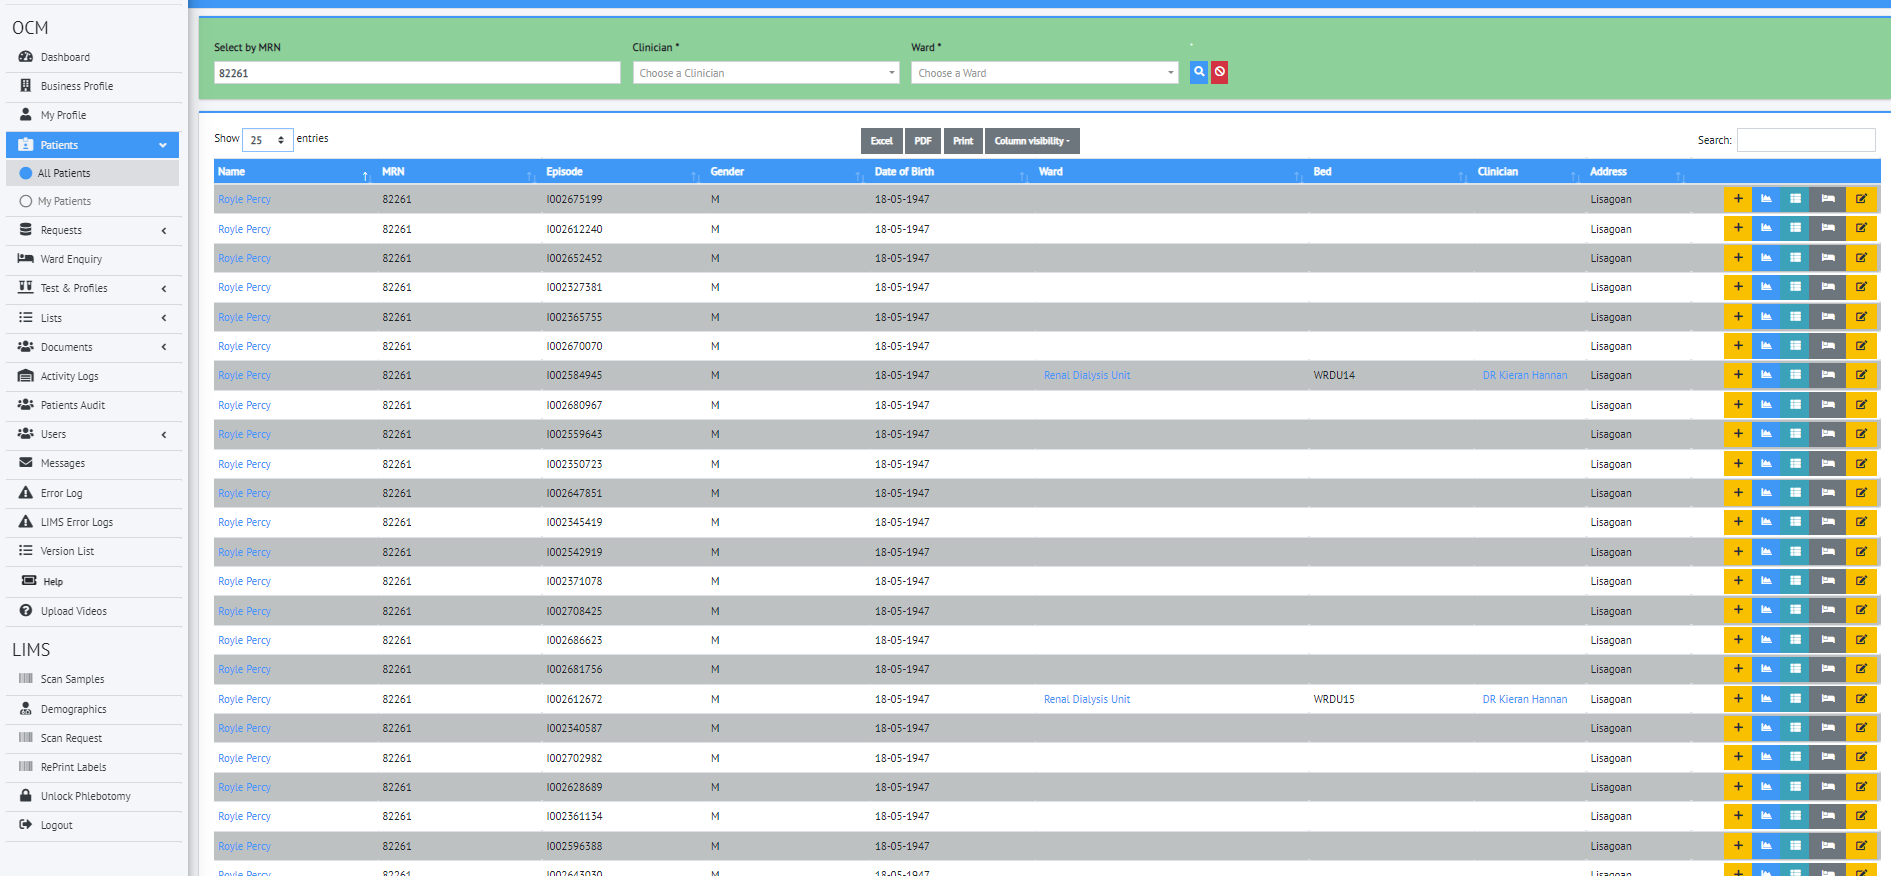 OCM
Dashboard
Business Profile
My Profile
Patients
All Patients
My Patients
Requests
Ward Enquiry
Test & Profiles
Lists
Documents
Activity Logs
Patients Audit
Users
Messages
Error Log
LIMS Error Logs
Version List
Help
Upload Videos
LIMS
Scan Samples
Demographics
Scan Request
RePrint Labels
Unlock Phlebotomy
Logout
Select by MRN Clinician * Ward *
82261 Choose a Clinician Choose a Ward
Show 25 entries Excel PDF Print Column visibility Search:
Name MRN Episode Gender Date of Birth Ward Bed Clinician Address
Royle Percy 82261 I002675199 M 18-05-1947 Lisagoan
Royle Percy 82261 I002612240 M 18-05-1947 Lisagoan
Royle Percy 82261 I002652452 M 18-05-1947 Lisagoan
Royle Percy 82261 I002327381 M 18-05-1947 Lisagoan
Royle Percy 82261 I002365755 M 18-05-1947 Lisagoan
Royle Percy 82261 I002670070 M 18-05-1947 Lisagoan
Royle Percy 82261 I002584945 M 18-05-1947 Renal Dialysis Unit WRDU14 DR Kieran Hannan Lisagoan
Royle Percy 82261 I002680967 M 18-05-1947 Lisagoan
Royle Percy 82261 I002559643 M 18-05-1947 Lisagoan
Royle Percy 82261 I002350723 M 18-05-1947 Lisagoan
Royle Percy 82261 I002647851 M 18-05-1947 Lisagoan
Royle Percy 82261 I002345419 M 18-05-1947 Lisagoan
Royle Percy 82261 I002542919 M 18-05-1947 Lisagoan
Royle Percy 82261 I002371078 M 18-05-1947 Lisagoan
Royle Percy 82261 I002708425 M 18-05-1947 Lisagoan
Royle Percy 82261 I002686623 M 18-05-1947 Lisagoan
Royle Percy 82261 I002681756 M 18-05-1947 Lisagoan
Royle Percy 82261 I002612672 M 18-05-1947 Renal Dialysis Unit WRDU15 DR Kieran Hannan Lisagoan
Royle Percy 82261 I002340587 M 18-05-1947 Lisagoan
Royle Percy 82261 I002702982 M 18-05-1947 Lisagoan
Royle Percy 82261 I002628689 M 18-05-1947 Lisagoan
Royle Percy 82261 I002361134 M 18-05-1947 Lisagoan
Royle Percy 82261 I002596388 M 18-05-1947 Lisagoan
Royle Percy 82261 I002643030 M 18-05-1947 Lisagoan